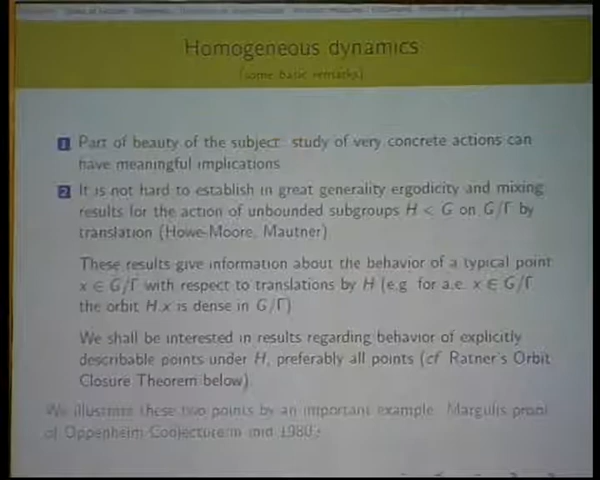 Homogeneous dynamics
(some basic remarks)
1 Part of beauty of the subject: study of very concrete actions can
have meaningful implications
2 It is not hard to establish in great generality ergodicity and mixing
results for the action of unbounded subgroups H < G on G/Γ by
translation (Howe-Moore, Mautner)
These results give information about the behavior of a typical point
x ∈ G/Γ with respect to translations by H (e.g. for a.e. x ∈ G/Γ
the orbit H.x is dense in G/Γ)
We shall be interested in results regarding behavior of explicitly
describable points under H, preferably all points (cf Ratner's Orbit
Closure Theorem below)
We illustrate these two points by an important example: Margulis proof
of Oppenheim Conjecture in mid 1980's